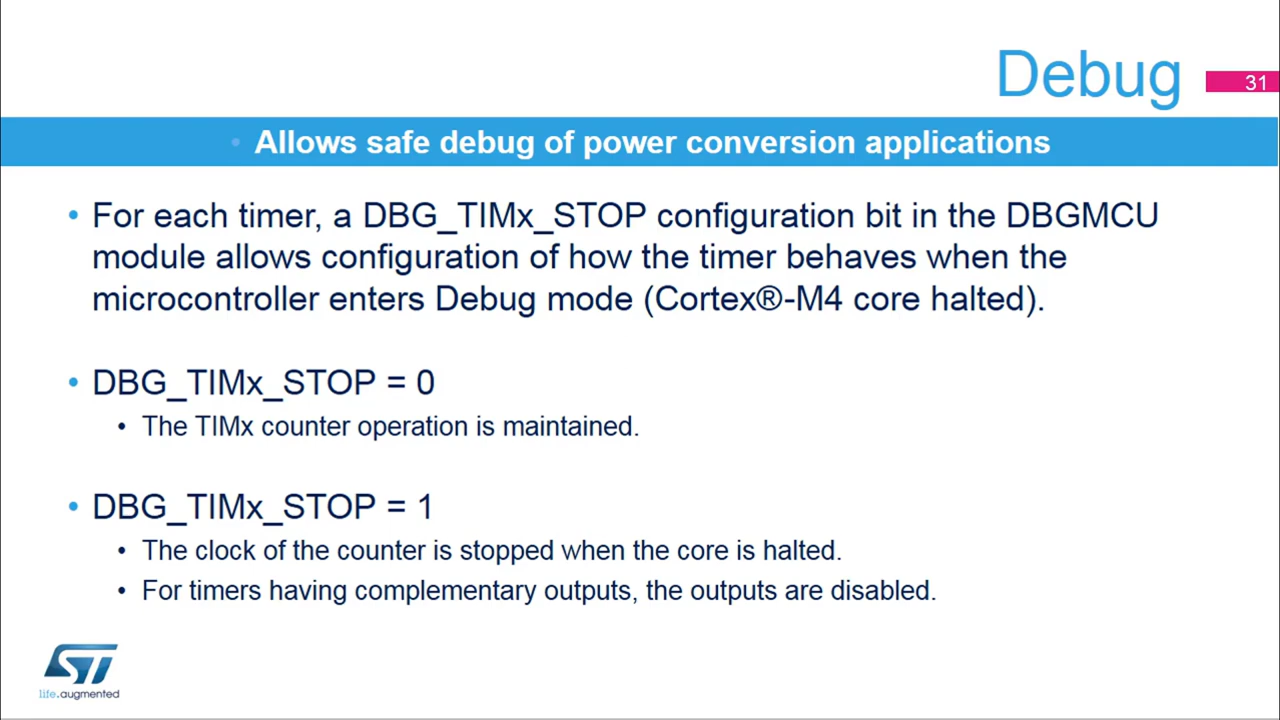 Debug
31
• Allows safe debug of power conversion applications
• For each timer, a DBG_TIMx_STOP configuration bit in the DBGMCU
module allows configuration of how the timer behaves when the
microcontroller enters Debug mode (Cortex®-M4 core halted).
• DBG_TIMx_STOP = 0
• The TIMx counter operation is maintained.
• DBG_TIMx_STOP = 1
• The clock of the counter is stopped when the core is halted.
• For timers having complementary outputs, the outputs are disabled.
ST
life.augmented